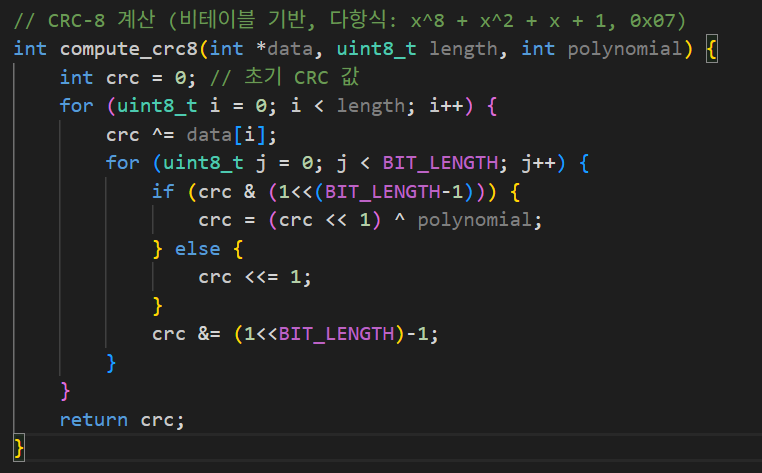 // CRC-8 계산 (비테이블 기반, 다항식: x^8 + x^2 + x + 1, 0x07)
int compute_crc8(int *data, uint8_t length, int polynomial) {
    int crc = 0; // 초기 CRC 값
    for (uint8_t i = 0; i < length; i++) {
        crc ^= data[i];
        for (uint8_t j = 0; j < BIT_LENGTH; j++) {
            if (crc & (1<<(BIT_LENGTH-1))) {
                crc = (crc << 1) ^ polynomial;
            } else {
                crc <<= 1;
            }
            crc &= (1<<BIT_LENGTH)-1;
        }
    }
    return crc;
}